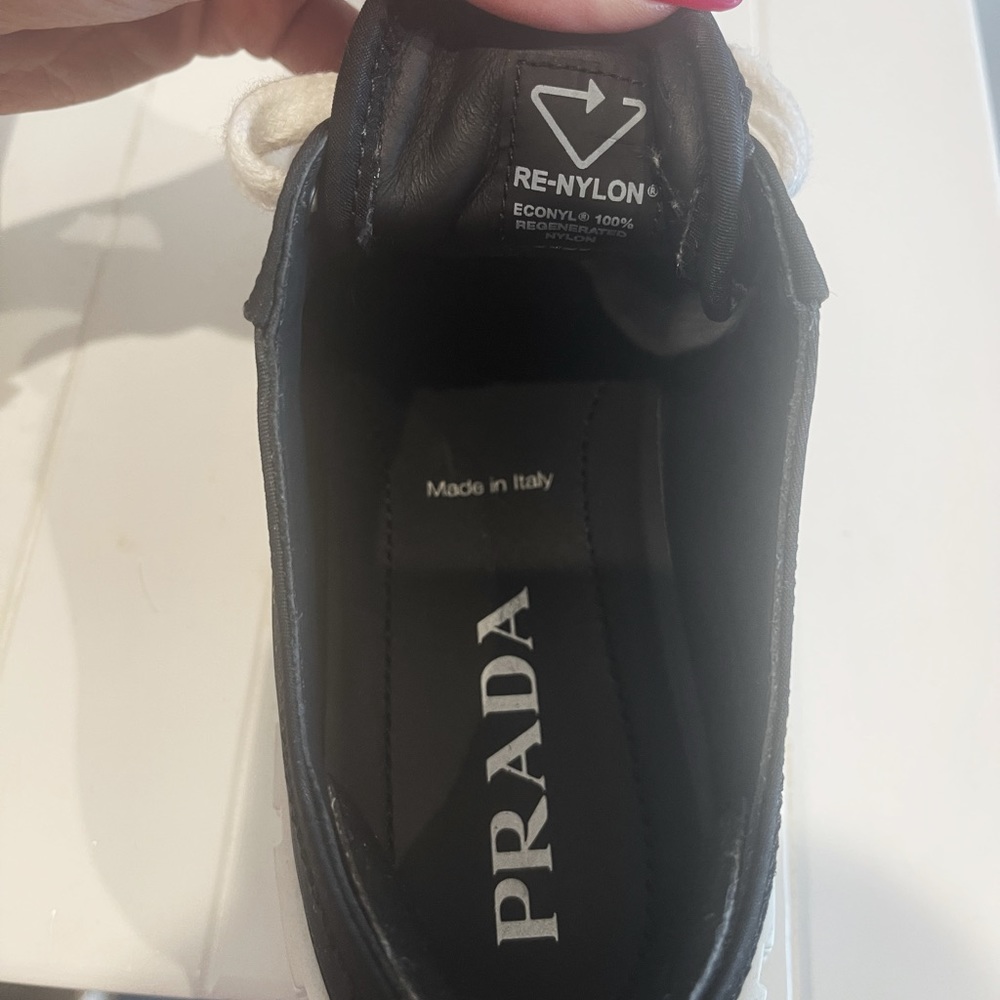 RE-NYLON®
ECONYL® 100%
REGENERATED
NYLON
Made in Italy
PRADA